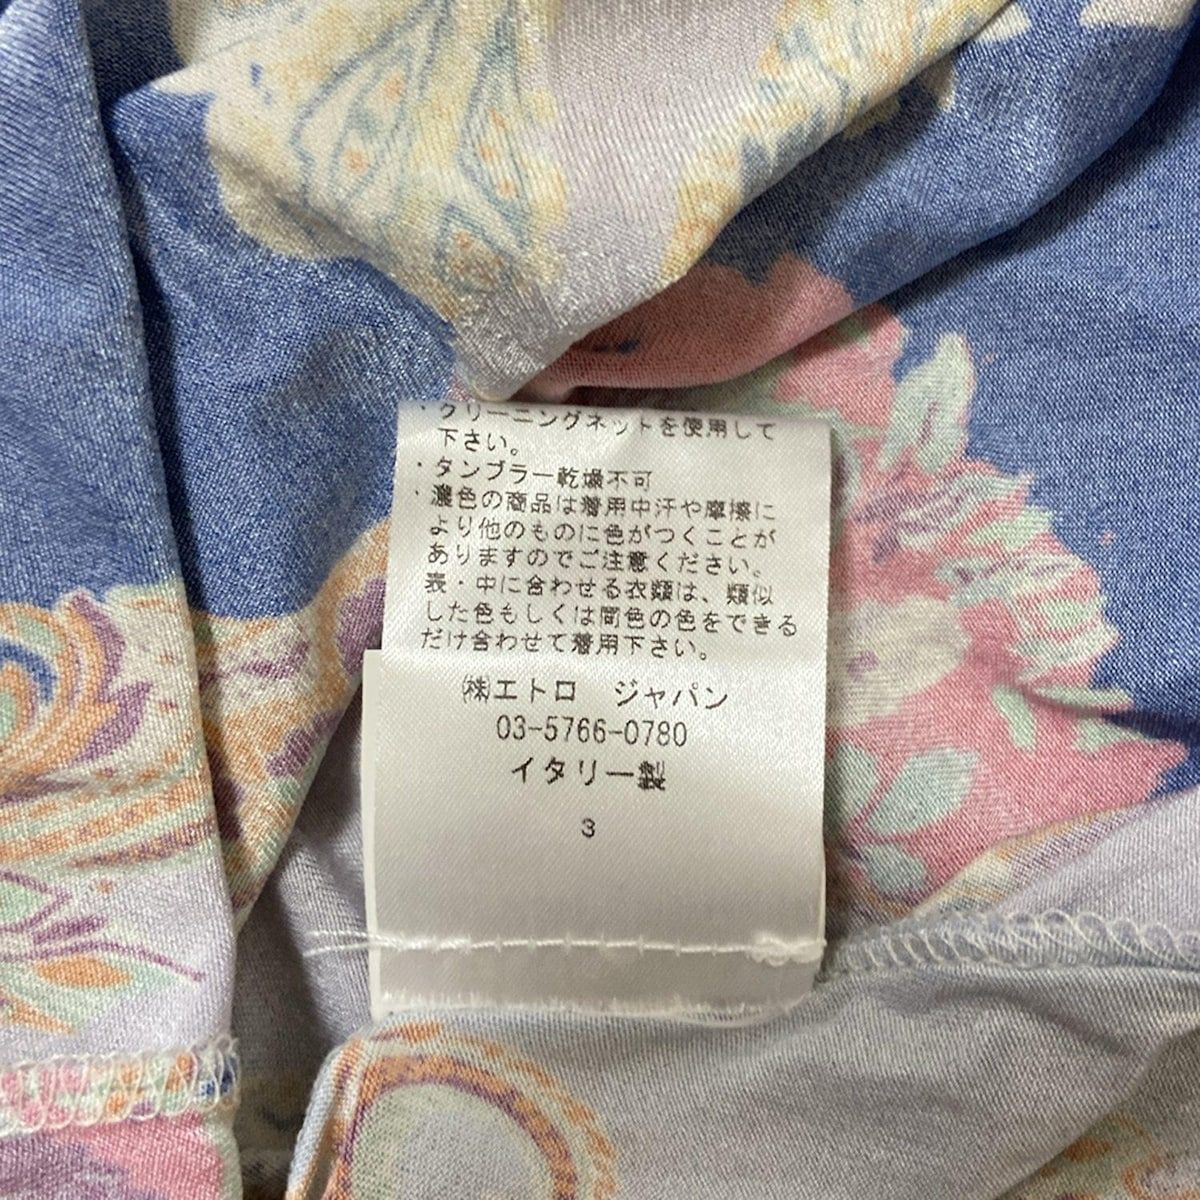 ・クリーニングネットを使用して
下さい。
・タンブラー乾燥不可
・濃色の商品は着用中汗や摩擦に
より他のものに色がつくことが
ありますのでご注意ください。
表・中に合わせる衣類は、類似
した色もしくは同色の色をできる
だけ合わせて着用下さい。
㈱エトロ ジャパン
03-5766-0780
イタリー製
3